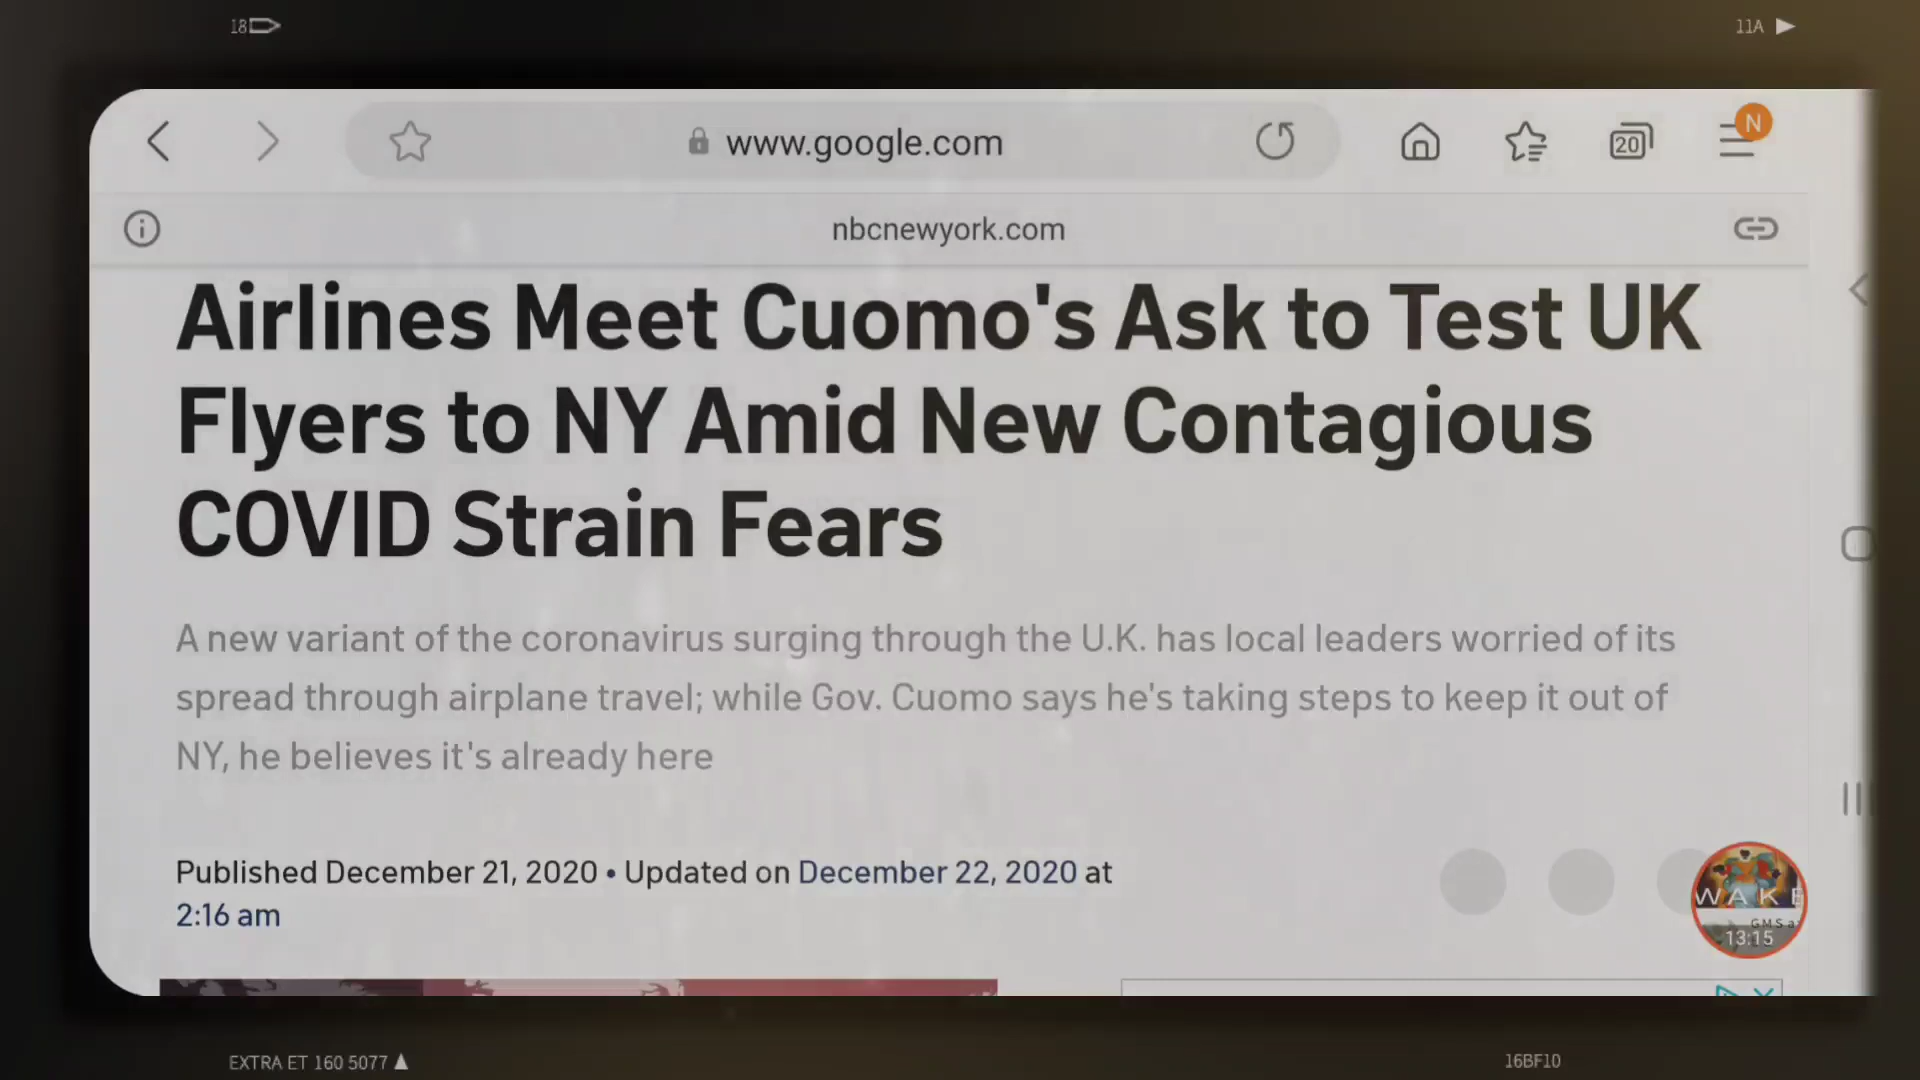 18
11A
www.google.com
20
N
nbcnewyork.com
Airlines Meet Cuomo's Ask to Test UK
Flyers to NY Amid New Contagious
COVID Strain Fears
A new variant of the coronavirus surging through the U.K. has local leaders worried of its
spread through airplane travel; while Gov. Cuomo says he's taking steps to keep it out of
NY, he believes it's already here
Published December 21, 2020 • Updated on December 22, 2020 at
2:16 am
WAKE
GMS a
13:15
EXTRA ET 160 5077
16BF10